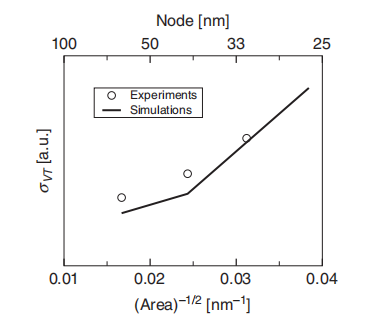 Node [nm]
100 50 33 25
Experiments
Simulations
σVT [a.u.]
0.01 0.02 0.03 0.04
(Area)⁻¹/² [nm⁻¹]